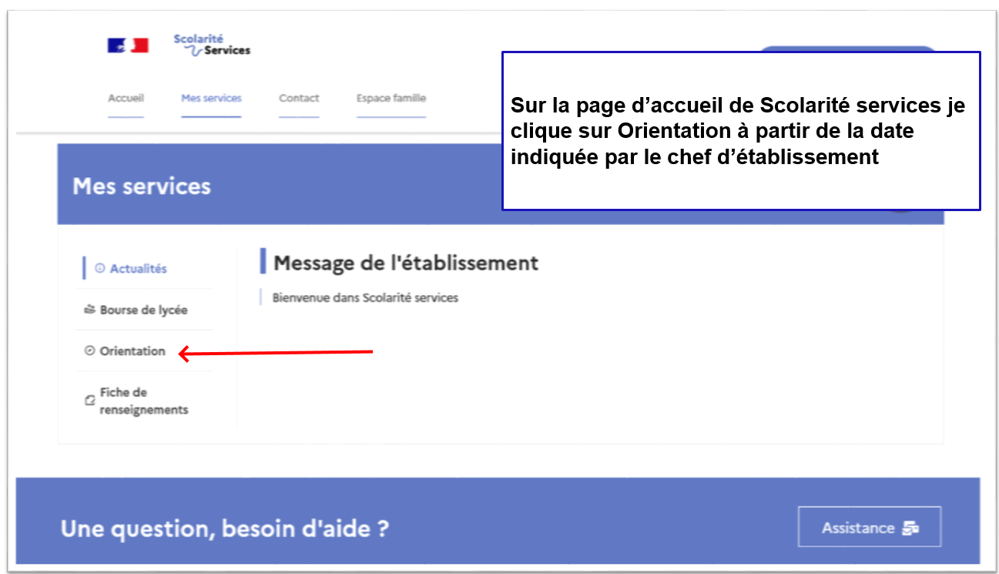 Scolarité
Services
Accueil
Mes services
Contact
Espace famille
Sur la page d’accueil de Scolarité services je
clique sur Orientation à partir de la date
indiquée par le chef d’établissement
Mes services
Actualités
Bourse de lycée
Orientation
Fiche de
renseignements
Message de l'établissement
Bienvenue dans Scolarité services
Une question, besoin d'aide ?
Assistance